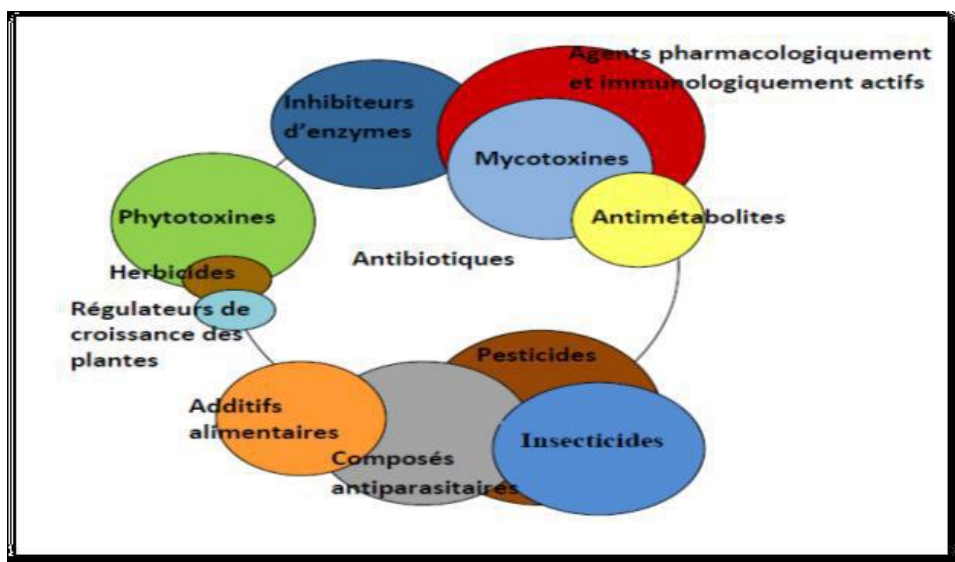 Agents pharmacologiquement
et immunologiquement actifs
Inhibiteurs
d'enzymes
Mycotoxines
Phytotoxines
Antimétabolites
Antibiotiques
Herbicides
Régulateurs de
croissance des
plantes
Pesticides
Additifs
alimentaires
Insecticides
Composés
antiparasitaires